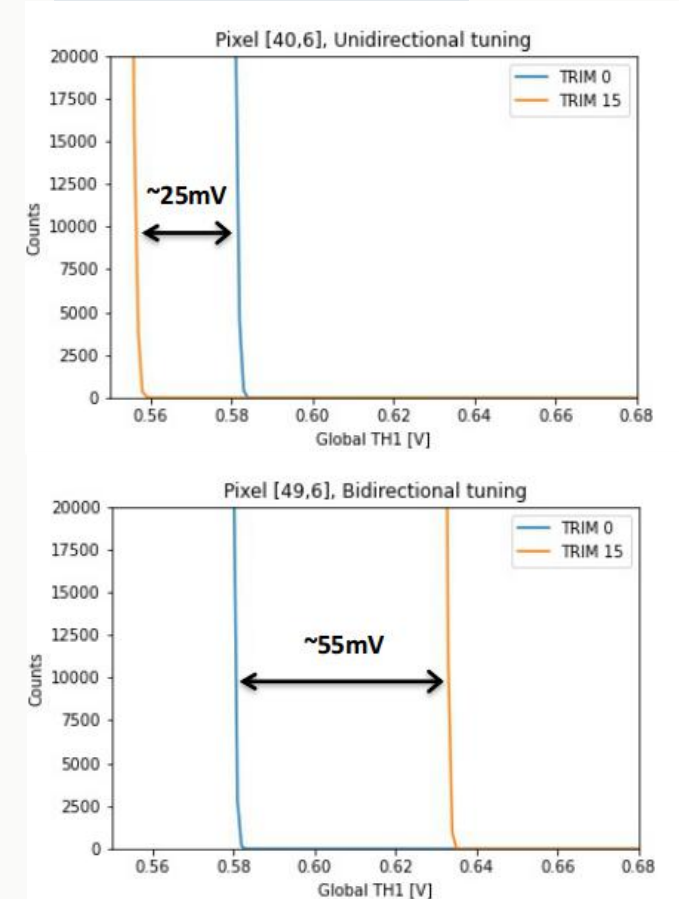 Pixel [40,6], Unidirectional tuning
20000
17500
15000
12500
10000
7500
5000
2500
0
Counts
TRIM 0
TRIM 15
~25mV
0.56 0.58 0.60 0.62 0.64 0.66 0.68
Global TH1 [V]
Pixel [49,6], Bidirectional tuning
20000
17500
15000
12500
10000
7500
5000
2500
0
Counts
TRIM 0
TRIM 15
~55mV
0.56 0.58 0.60 0.62 0.64 0.66 0.68
Global TH1 [V]